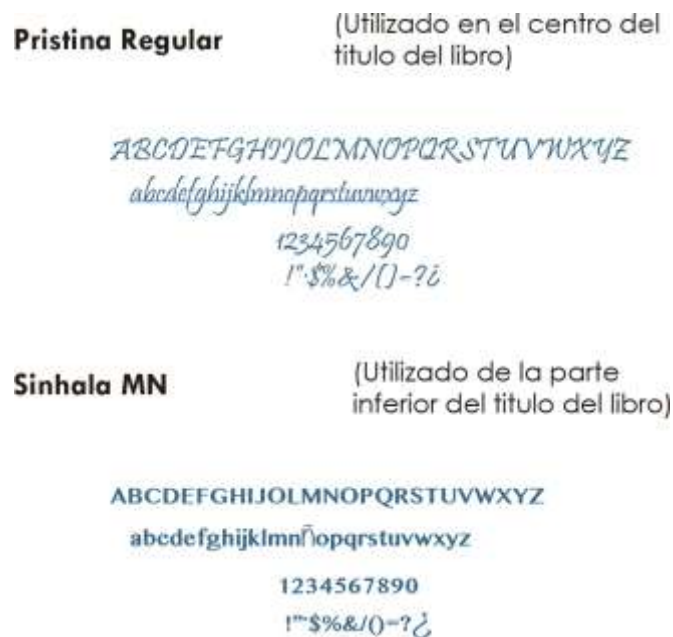 Pristina Regular
(Utilizado en el centro del
titulo del libro)
ABCDEFGHIJOLMNOPQRSTUVWXYZ
abcdefghijklmnopqrstuvwxyz
1234567890
!"·$%&/()=?¿
Sinhala MN
(Utilizado de la parte
inferior del titulo del libro)
ABCDEFGHIJOLMNOPQRSTUVWXYZ
abcdefghijklmnÑopqrstuvwxyz
1234567890
!"·$%&/()=?¿